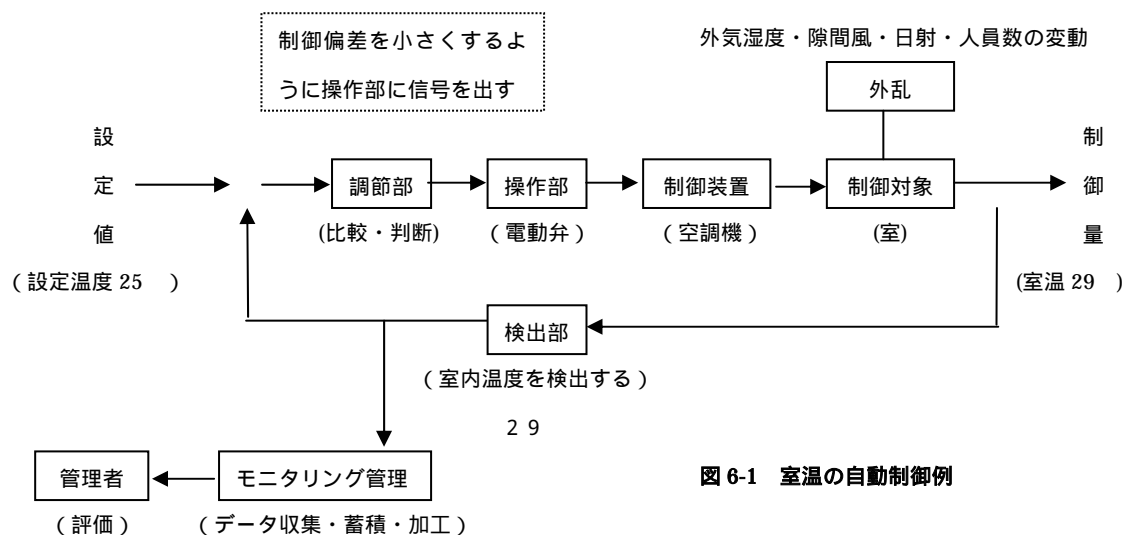 制御偏差を小さくするよ
うに操作部に信号を出す
外気湿度・隙間風・日射・人員数の変動
外乱
設定値
制御量
調節部
操作部
制御装置
制御対象
(比較・判断)
(電動弁)
(空調機)
(室)
(設定温度 25 )
(室温 29 )
検出部
(室内温度を検出する)
2 9
管理者
モニタリング管理
図 6-1 室温の自動制御例
(評価)
(データ収集・蓄積・加工)